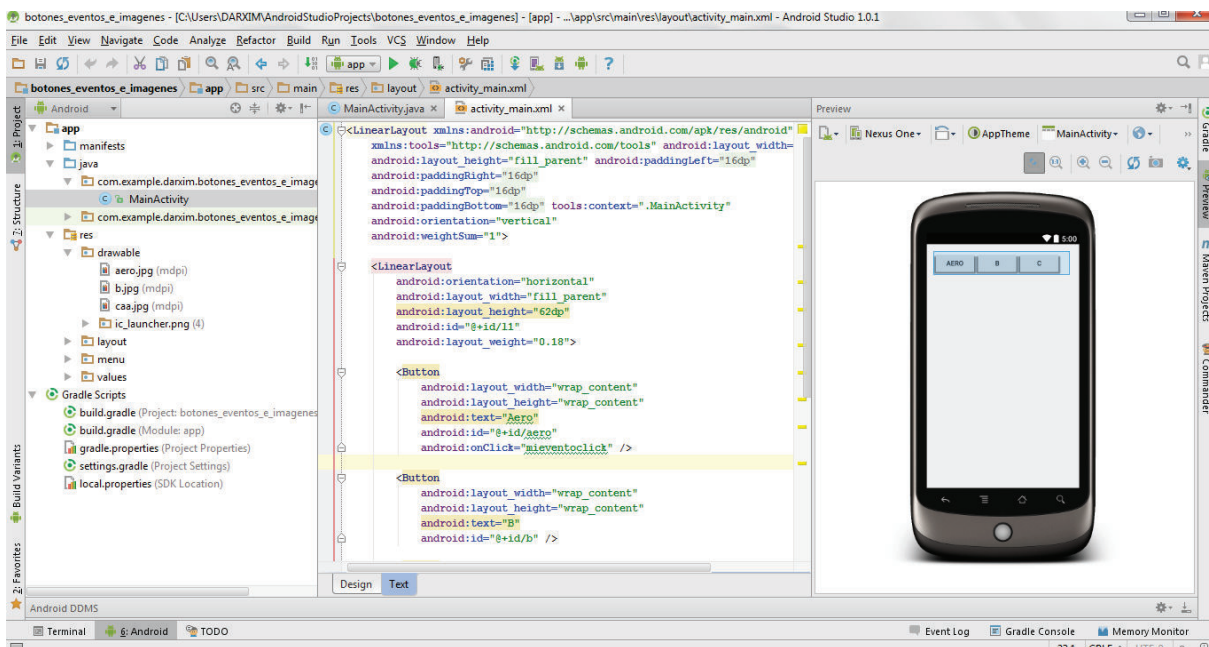 botones_eventos_e_imagenes - [C:\Users\DARXIM\AndroidStudioProjects\botones_eventos_e_imagenes] - [app] - ...\app\src\main\res\layout\activity_main.xml - Android Studio 1.0.1
File Edit View Navigate Code Analyze Refactor Build Run Tools VCS Window Help
app
botones_eventos_e_imagenes app src main res layout activity_main.xml
1: Project
7: Structure
Build Variants
2: Favorites
Android
app
manifests
java
com.example.darxim.botones_eventos_e_image
MainActivity
com.example.darxim.botones_eventos_e_image
res
drawable
aero.jpg (mdpi)
b.jpg (mdpi)
caa.jpg (mdpi)
ic_launcher.png (4)
layout
menu
values
Gradle Scripts
build.gradle (Project: botones_eventos_e_imagenes
build.gradle (Module: app)
gradle.properties (Project Properties)
settings.gradle (Project Settings)
local.properties (SDK Location)
MainActivity.java activity_main.xml
<LinearLayout xmlns:android="http://schemas.android.com/apk/res/android"
xmlns:tools="http://schemas.android.com/tools" android:layout_width=
android:layout_height="fill_parent" android:paddingLeft="16dp"
android:paddingRight="16dp"
android:paddingTop="16dp"
android:paddingBottom="16dp" tools:context=".MainActivity"
android:orientation="vertical"
android:weightSum="1">
<LinearLayout
android:orientation="horizontal"
android:layout_width="fill_parent"
android:layout_height="62dp"
android:id="@+id/l1"
android:layout_weight="0.18">
<Button
android:layout_width="wrap_content"
android:layout_height="wrap_content"
android:text="Aero"
android:id="@+id/aero"
android:onClick="mieventoclick" />
<Button
android:layout_width="wrap_content"
android:layout_height="wrap_content"
android:text="B"
android:id="@+id/b" />
Design Text
Preview
Nexus One AppTheme MainActivity
5:00
AERO B C
Gradle
Preview
Maven Projects
Commander
Android DDMS
Terminal 6: Android TODO
Event Log Gradle Console Memory Monitor